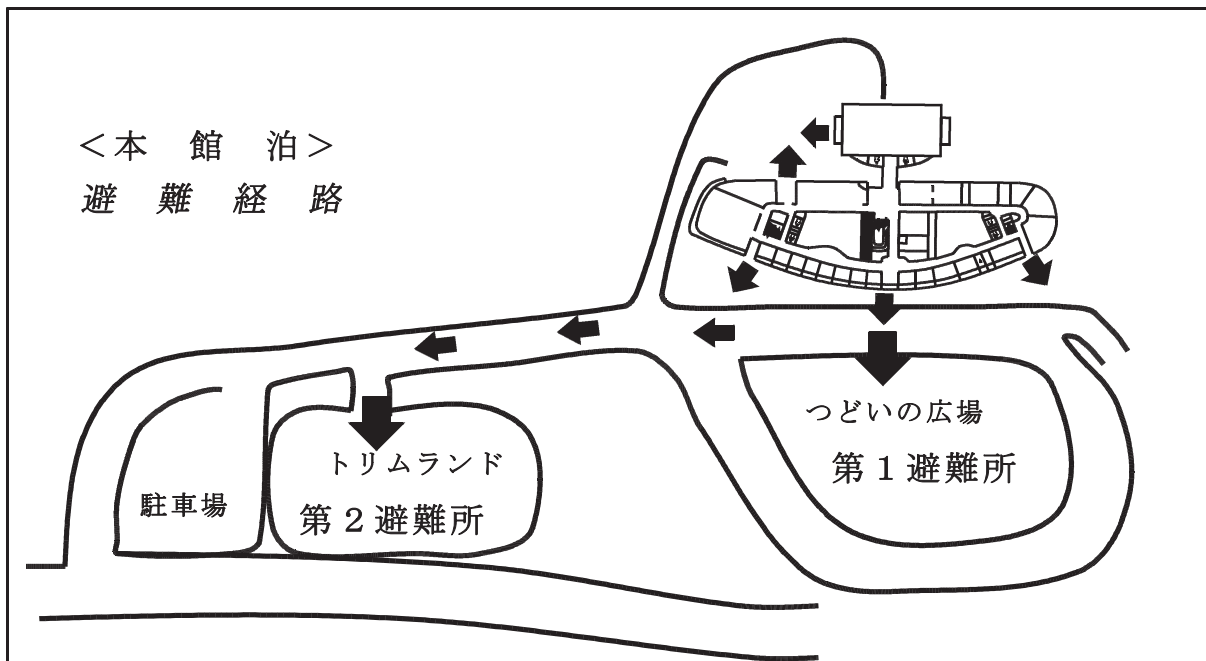 ＜本　館　泊＞
避　難　経　路
つどいの広場
第１避難所
トリムランド
第２避難所
駐車場